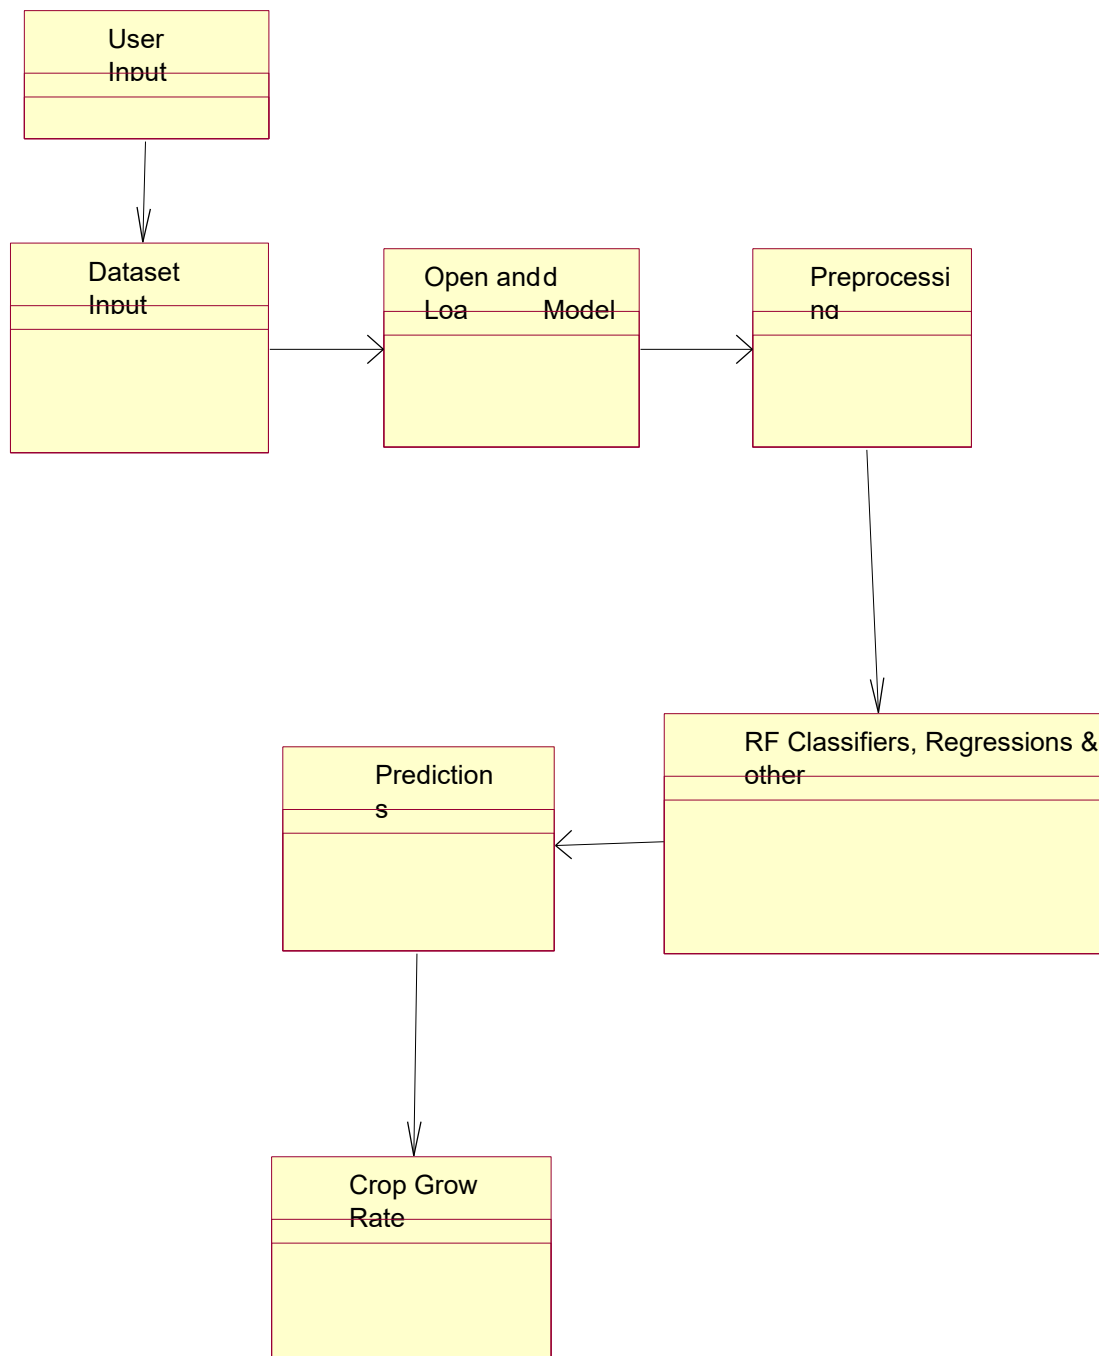 User
Input
Dataset
Input
Open and d
Loa Model
Preprocessi
ng
RF Classifiers, Regressions &
other
Prediction
s
Crop Grow
Rate